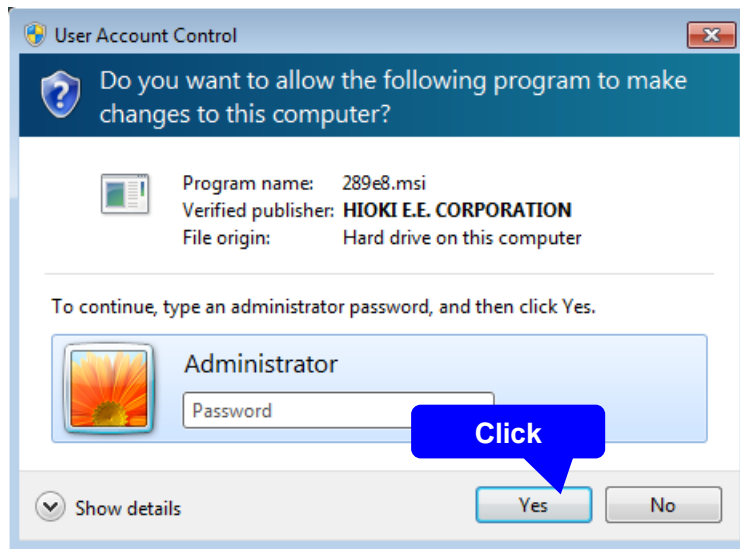 User Account Control
Do you want to allow the following program to make
changes to this computer?
Program name: 289e8.msi
Verified publisher: HIOKI E.E. CORPORATION
File origin: Hard drive on this computer
To continue, type an administrator password, and then click Yes.
Administrator
Password
Click
Show details
Yes
No